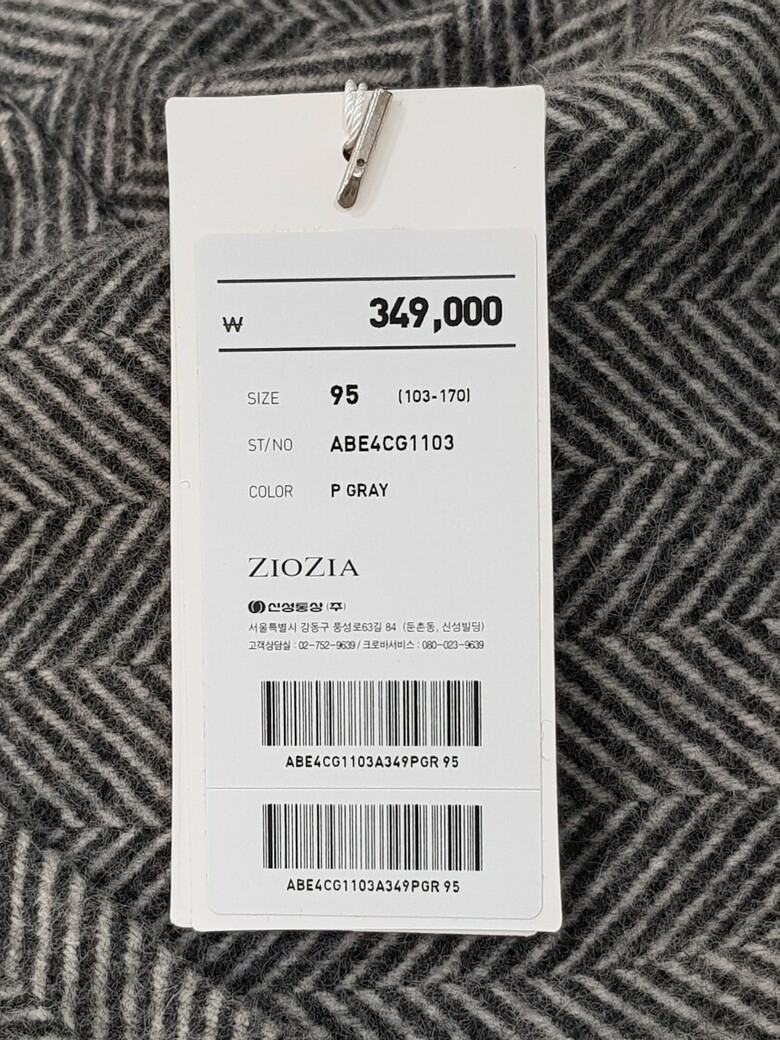 ₩ 349,000
SIZE 95 (103-170)
ST/NO ABE4CG1103
COLOR P GRAY
ZIOZIA
신성통상(주)
서울특별시 강동구 풍성로63길 84 (둔촌동, 신성빌딩)
고객상담실 : 02-752-9639 / 크로바서비스 : 080-023-9639
ABE4CG1103A349PGR 95
ABE4CG1103A349PGR 95